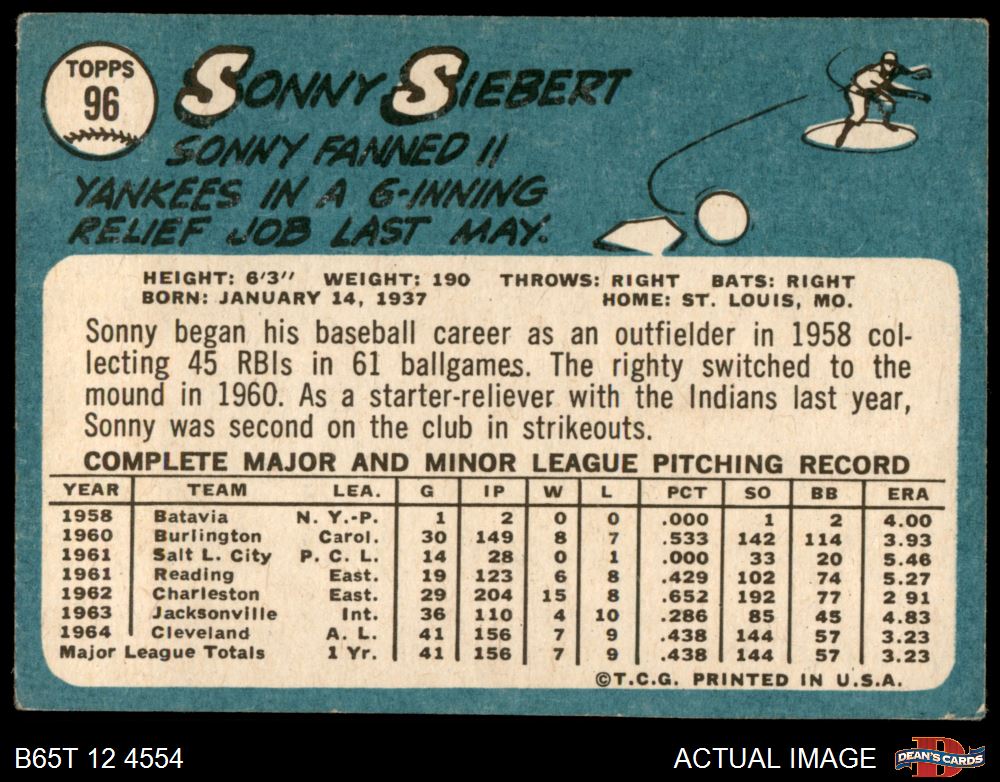 TOPPS
96
SONNY SIEBERT
SONNY FANNED 11
YANKEES IN A 6-INNING
RELIEF JOB LAST MAY.
HEIGHT: 6'3" WEIGHT: 190 THROWS: RIGHT BATS: RIGHT
BORN: JANUARY 14, 1937 HOME: ST. LOUIS, MO.
Sonny began his baseball career as an outfielder in 1958 col-
lecting 45 RBIs in 61 ballgames. The righty switched to the
mound in 1960. As a starter-reliever with the Indians last year,
Sonny was second on the club in strikeouts.
COMPLETE MAJOR AND MINOR LEAGUE PITCHING RECORD
YEAR TEAM LEA. G IP W L PCT SO BB ERA
1958 Batavia N. Y.-P. 1 2 0 0 .000 1 2 4.00
1960 Burlington Carol. 30 149 8 7 .533 142 114 3.93
1961 Salt L. City P. C. L. 14 28 0 1 .000 33 20 5.46
1961 Reading East. 19 123 6 8 .429 102 74 5.27
1962 Charleston East. 29 204 15 8 .652 192 77 2 91
1963 Jacksonville Int. 36 110 4 10 .286 85 45 4.83
1964 Cleveland A. L. 41 156 7 9 .438 144 57 3.23
Major League Totals 1 Yr. 41 156 7 9 .438 144 57 3.23
©T.C.G. PRINTED IN U.S.A.
B65T 12 4554 ACTUAL IMAGE
D
DEAN'S CARDS